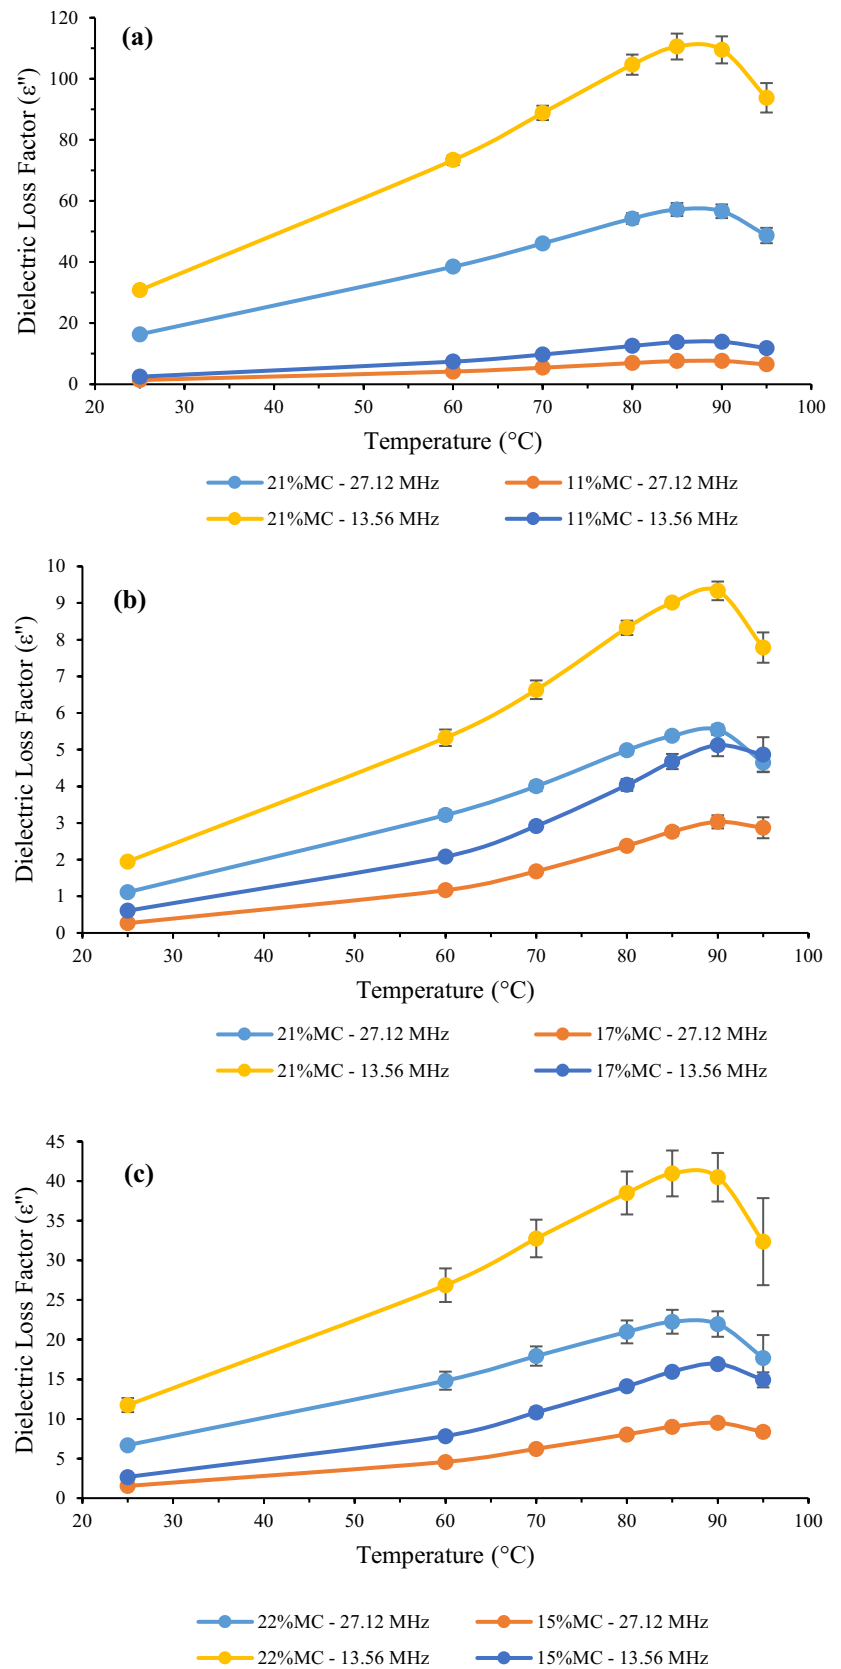 (a)
Dielectric Loss Factor (ε")
120
100
80
60
40
20
0
20 30 40 50 60 70 80 90 100
Temperature (°C)
21%MC - 27.12 MHz 11%MC - 27.12 MHz
21%MC - 13.56 MHz 11%MC - 13.56 MHz
(b)
Dielectric Loss Factor (ε")
10
9
8
7
6
5
4
3
2
1
0
20 30 40 50 60 70 80 90 100
Temperature (°C)
21%MC - 27.12 MHz 17%MC - 27.12 MHz
21%MC - 13.56 MHz 17%MC - 13.56 MHz
(c)
Dielectric Loss Factor (ε")
45
40
35
30
25
20
15
10
5
0
20 30 40 50 60 70 80 90 100
Temperature (°C)
22%MC - 27.12 MHz 15%MC - 27.12 MHz
22%MC - 13.56 MHz 15%MC - 13.56 MHz